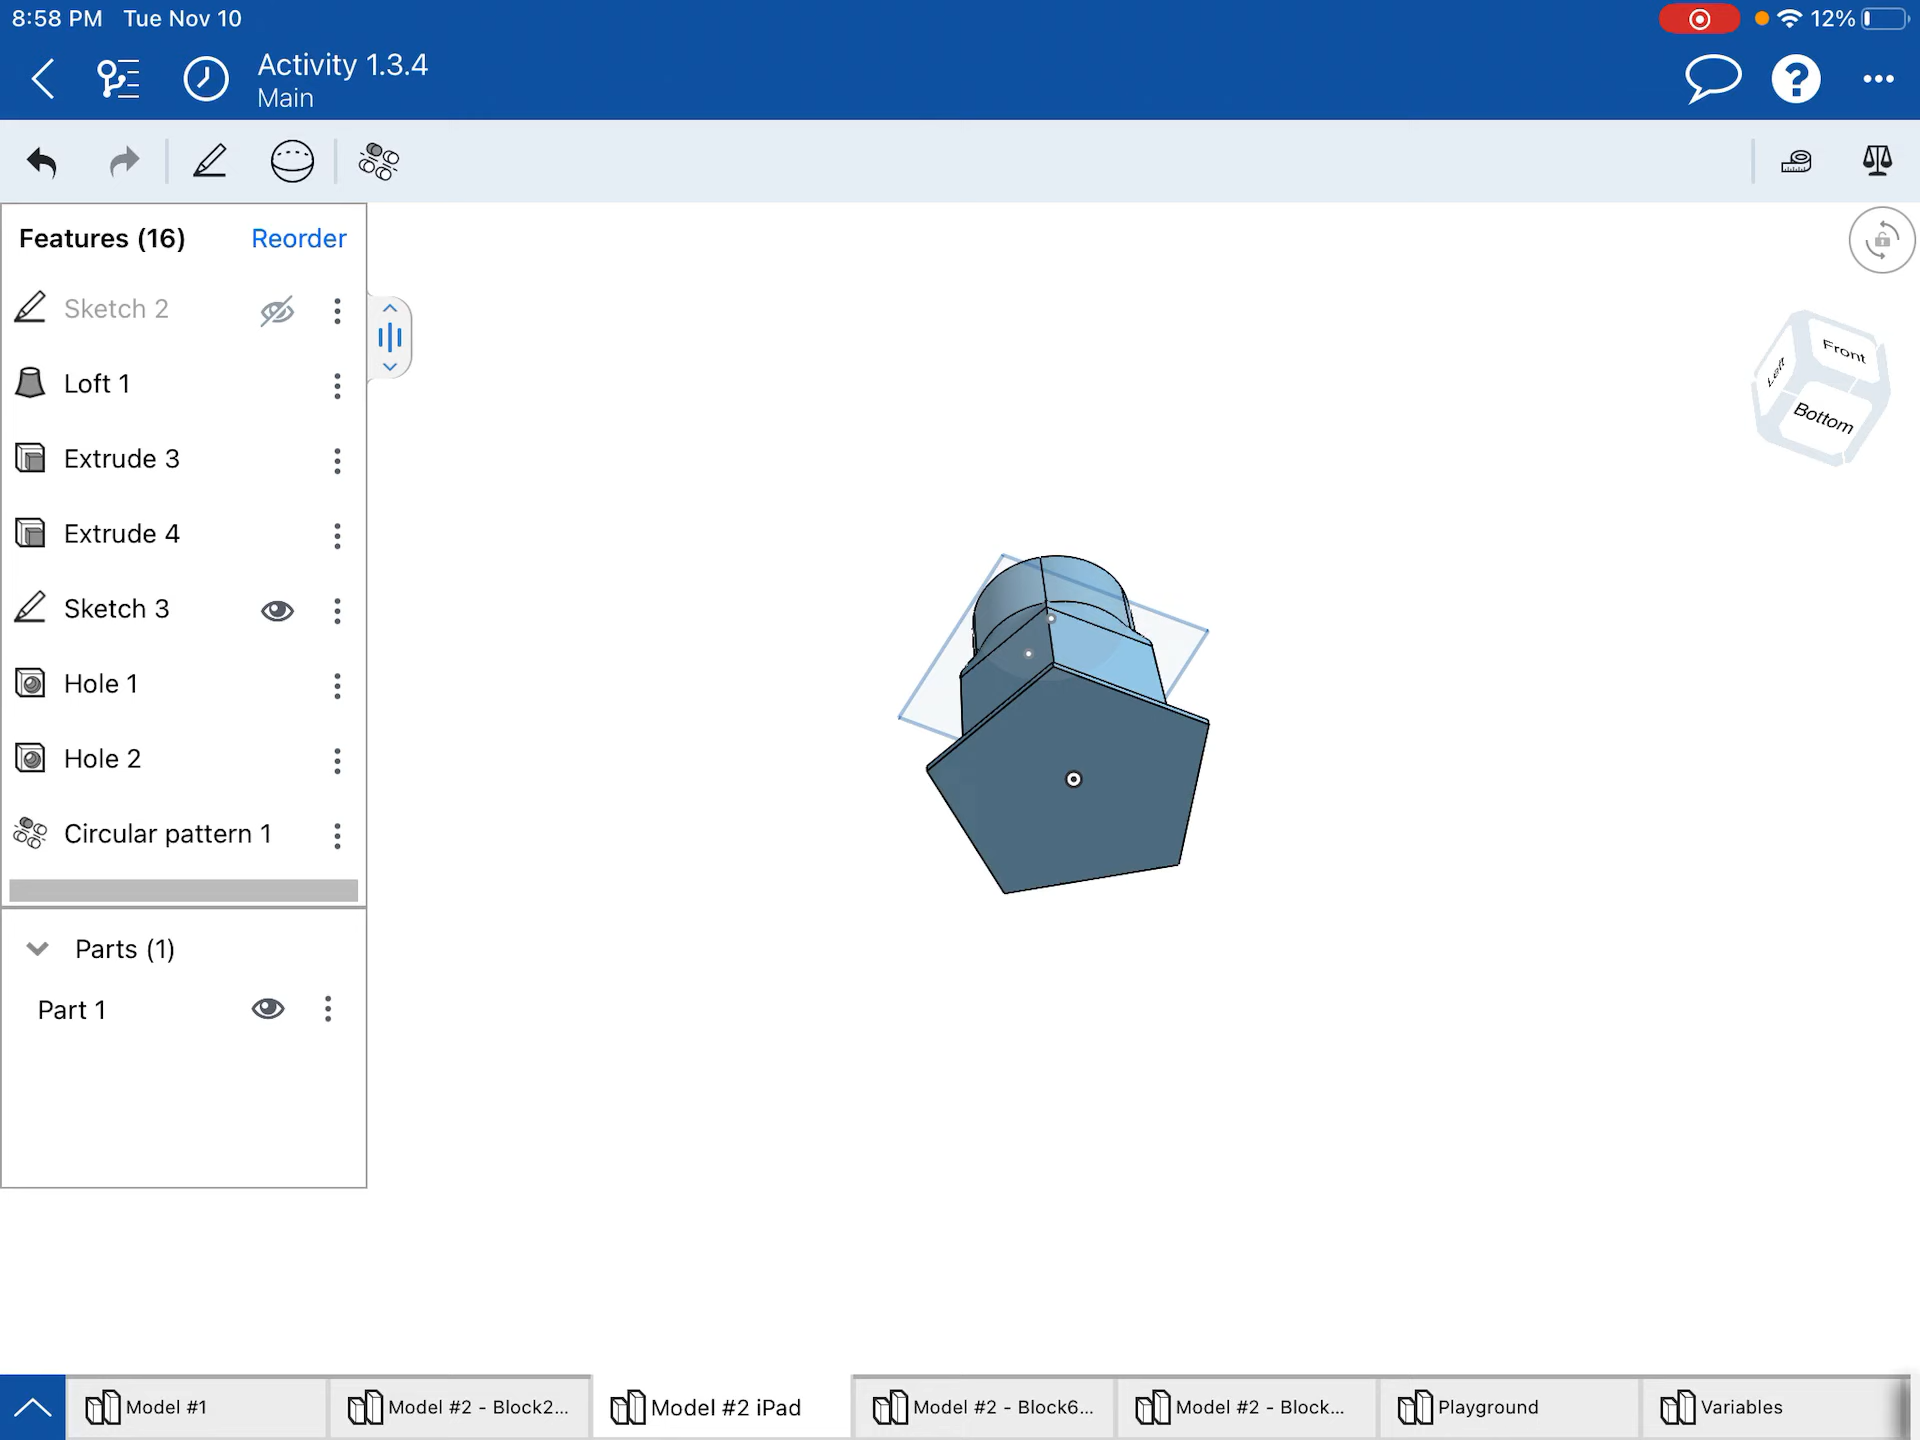 8:58 PM Tue Nov 10
12%
Activity 1.3.4
Main
Features (16)
Reorder
Sketch 2
Loft 1
Extrude 3
Extrude 4
Sketch 3
Hole 1
Hole 2
Circular pattern 1
Parts (1)
Part 1
Front
Left
Bottom
Model #1
Model #2 - Block2...
Model #2 iPad
Model #2 - Block6...
Model #2 - Block...
Playground
Variables